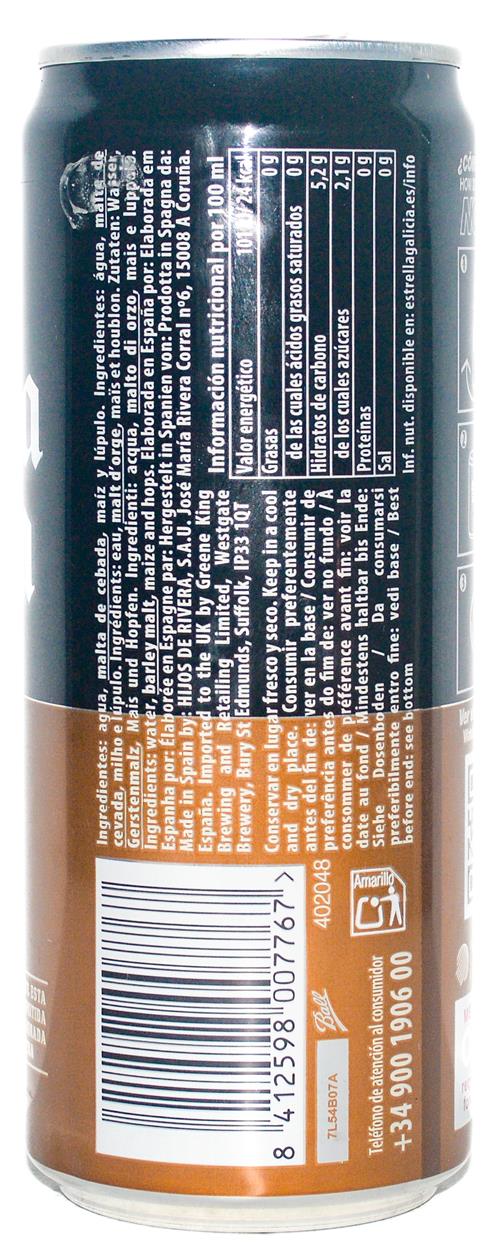 Ingredientes: agua, malta de cebada, maíz y lúpulo. Ingredientes: água, malte de
cevada, milho e lúpulo. Ingrédients: eau, malt d'orge, maïs et houblon. Zutaten: Wasser,
Gerstenmalz, Mais und Hopfen. Ingredienti: acqua, malto di orzo, mais e luppolo.
Ingredients: water, barley malt, maize and hops. Elaborada en España por: Elaborada em
Espanha por: Elaborée en Espagne par: Hergestellt in Spanien von: Prodotta in Spagna da:
Made in Spain by: HIJOS DE RIVERA, S.A.U. José María Rivera Corral nº6, 15008 A Coruña.
España. Imported to the UK by Greene King
Brewing and Retailing Limited, Westgate
Brewery, Bury St Edmunds, Suffolk, IP33 1QT
Conservar en lugar fresco y seco. Keep in a cool
and dry place. Consumir preferentemente
antes del fin de: ver en la base / Consumir de
preferência antes do fim de: ver no fundo / À
consommer de préférence avant fin: voir la
date au fond / Mindestens haltbar bis Ende:
Siehe Dosenboden / Da consumarsi
preferibilmente entro fine: vedi base / Best
before end: see bottom
Información nutricional por 100 ml
Valor energético
Grasas 0 g
de las cuales ácidos grasos saturados 0 g
Hidratos de carbono 5,2 g
de los cuales azúcares 2,1 g
Proteínas 0 g
Sal 0 g
Inf. nut. disponible en: estrellagalicia.es/info
8 412598 007767 >
402048
Ball
7L54B07A
Amarillo
Teléfono de atención al consumidor
+34 900 1906 00